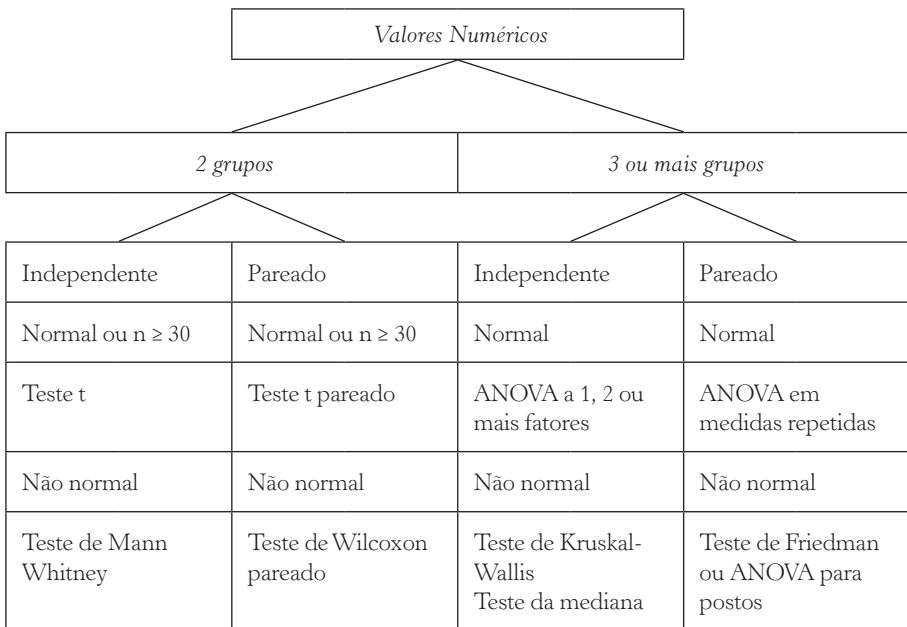 Valores Numéricos
2 grupos
3 ou mais grupos
Independente
Pareado
Independente
Pareado
Normal ou n ≥ 30
Normal ou n ≥ 30
Normal
Normal
Teste t
Teste t pareado
ANOVA a 1, 2 ou
mais fatores
ANOVA em
medidas repetidas
Não normal
Não normal
Não normal
Não normal
Teste de Mann
Whitney
Teste de Wilcoxon
pareado
Teste de Kruskal-
Wallis
Teste da mediana
Teste de Friedman
ou ANOVA para
postos